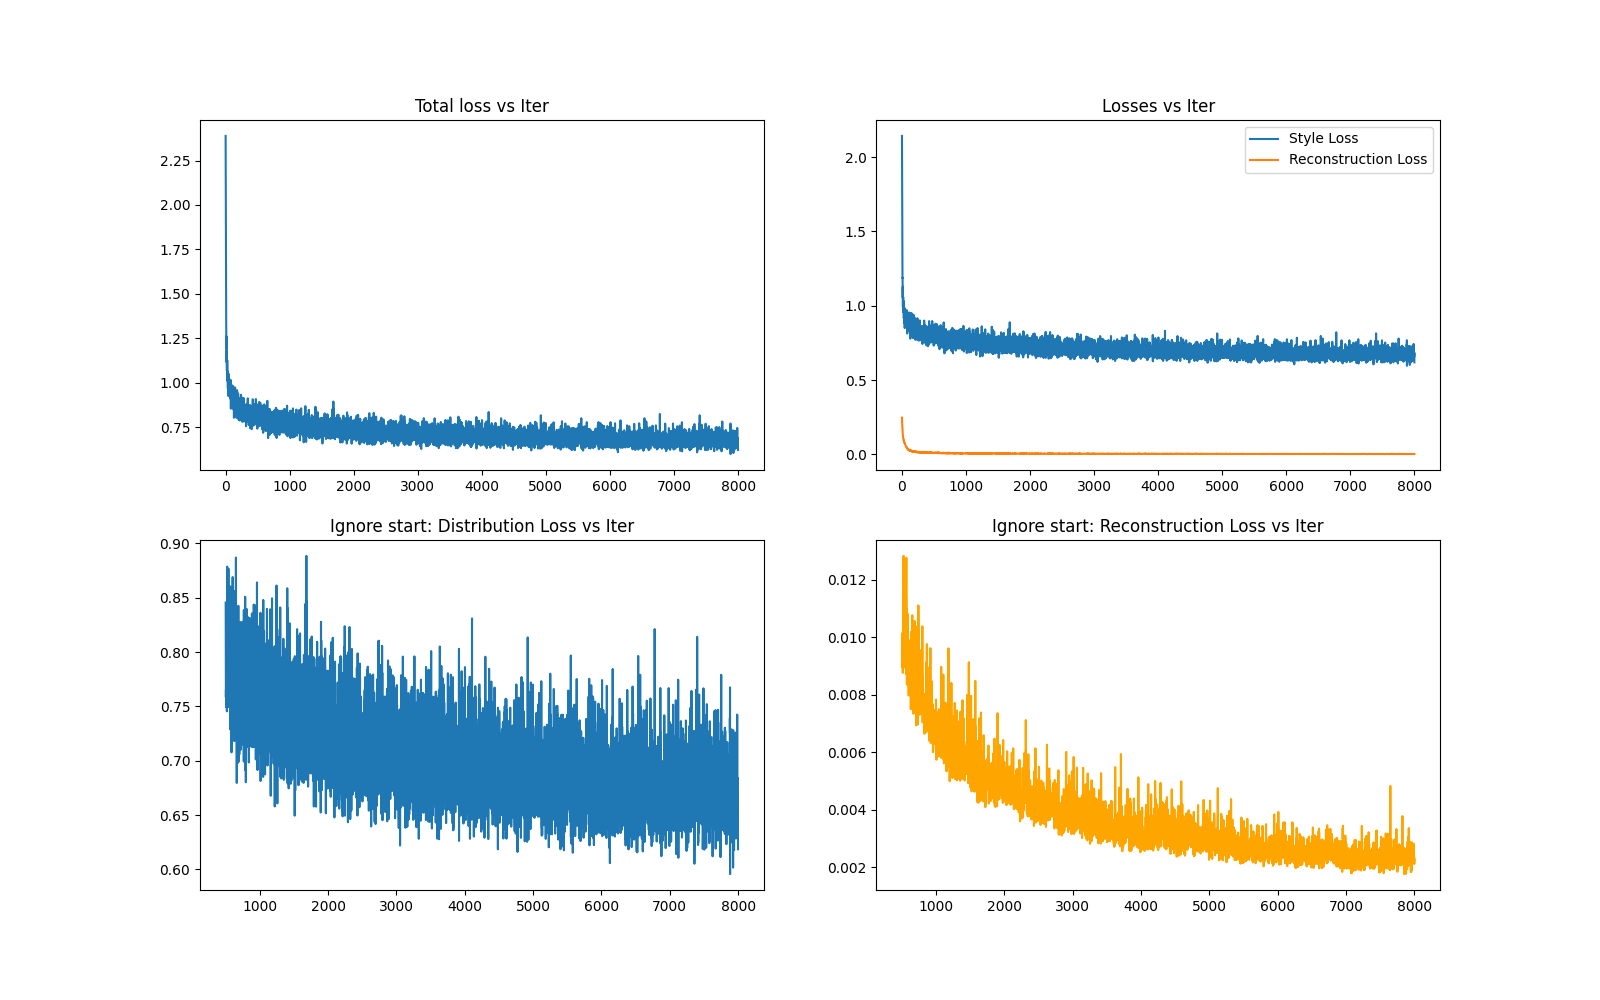 Total loss vs Iter
2.25
2.00
1.75
1.50
1.25
1.00
0.75
0 1000 2000 3000 4000 5000 6000 7000 8000
Losses vs Iter
Style Loss
Reconstruction Loss
2.0
1.5
1.0
0.5
0.0
0 1000 2000 3000 4000 5000 6000 7000 8000
Ignore start: Distribution Loss vs Iter
0.90
0.85
0.80
0.75
0.70
0.65
0.60
1000 2000 3000 4000 5000 6000 7000 8000
Ignore start: Reconstruction Loss vs Iter
0.012
0.010
0.008
0.006
0.004
0.002
1000 2000 3000 4000 5000 6000 7000 8000